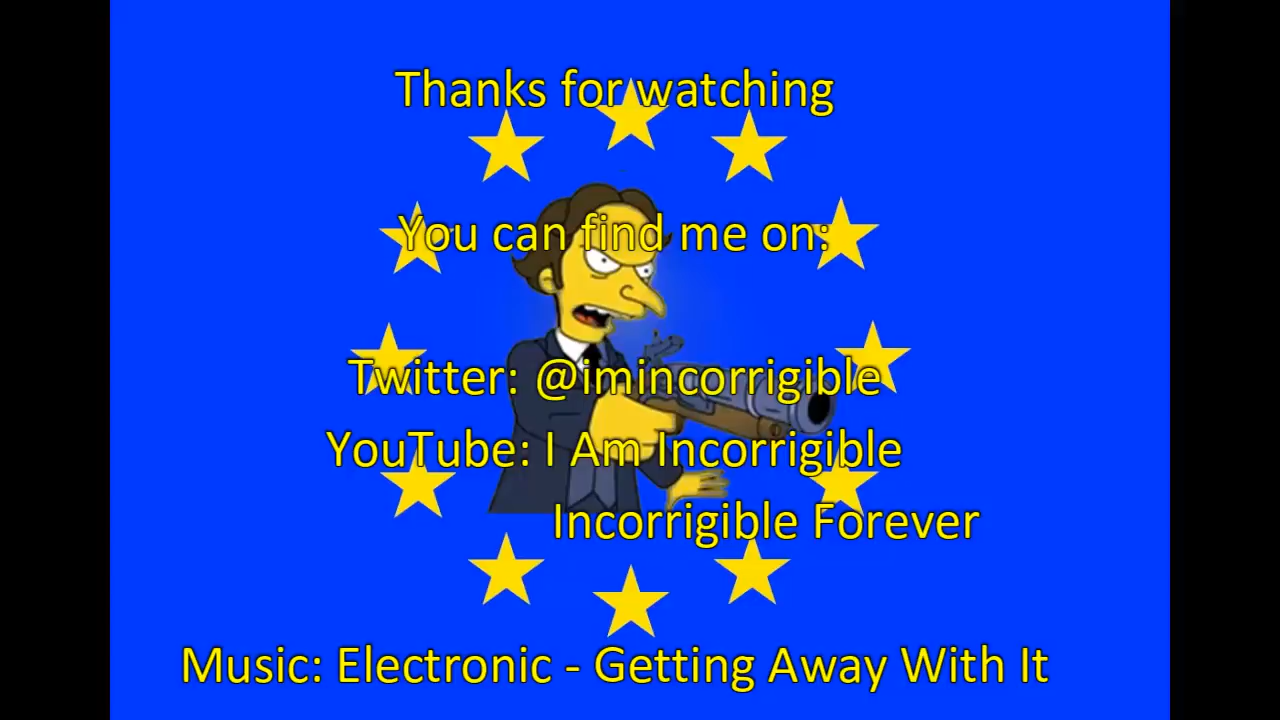 Thanks for watching
You can find me on:
Twitter: @imincorrigible
YouTube: I Am Incorrigible
Incorrigible Forever
Music: Electronic - Getting Away With It